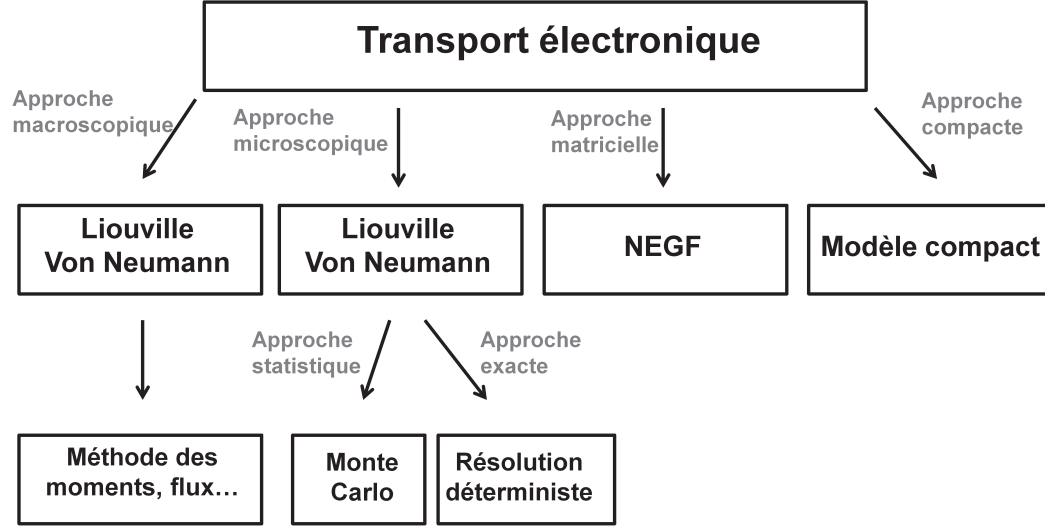 Transport électronique
Approche
macroscopique
Approche
microscopique
Approche
matricielle
Approche
compacte
Liouville
Von Neumann
Liouville
Von Neumann
NEGF
Modèle compact
Approche
statistique
Approche
exacte
Méthode des
moments, flux...
Monte
Carlo
Résolution
déterministe